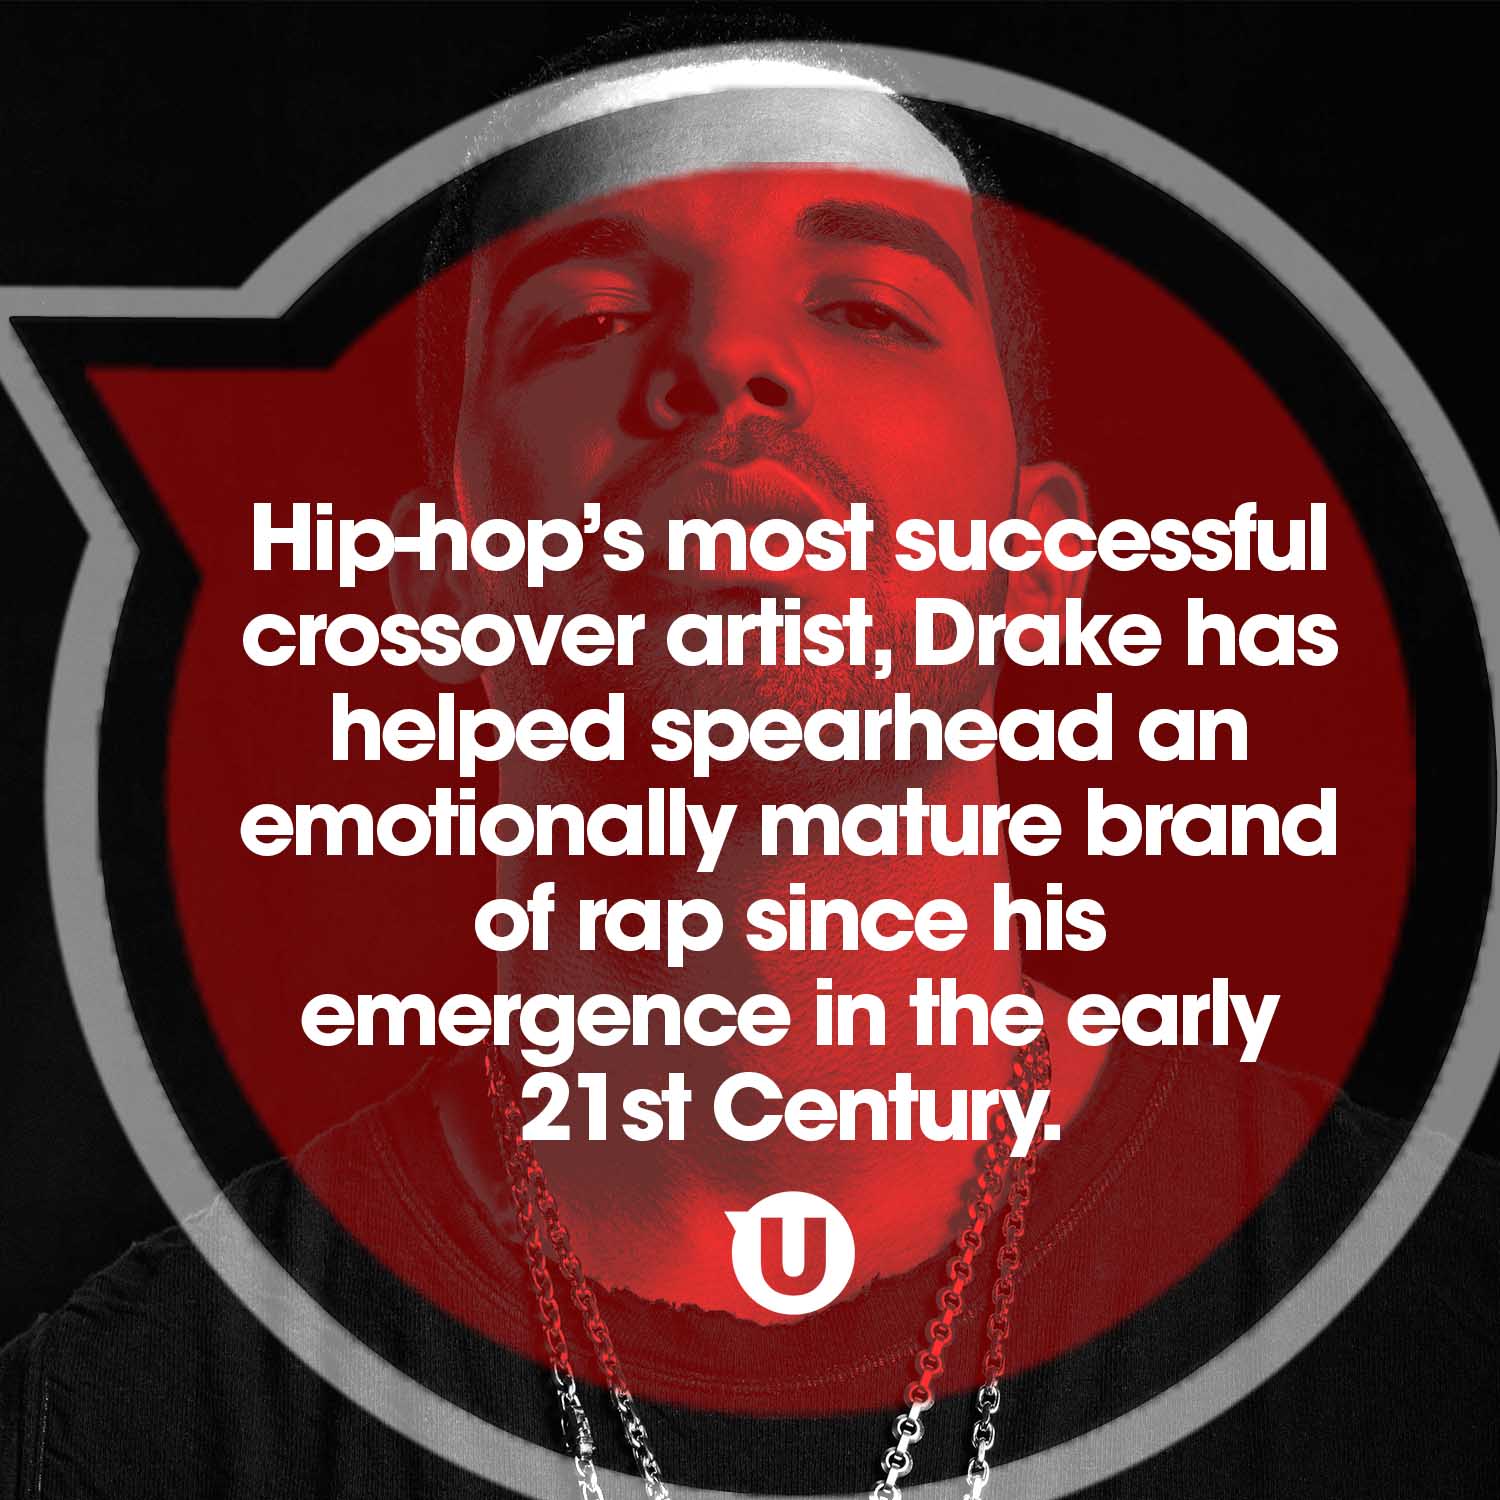 Hip-hop’s most successful
crossover artist, Drake has
helped spearhead an
emotionally mature brand
of rap since his
emergence in the early
21st Century.
U